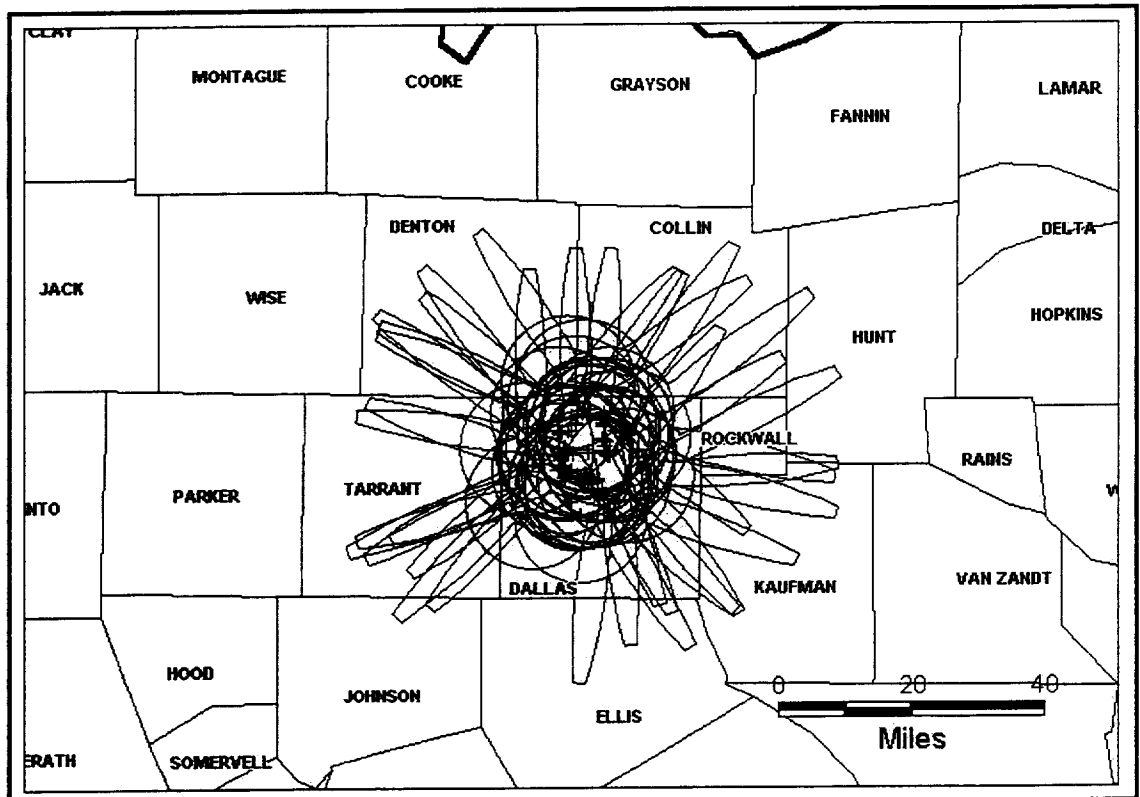 CLAY
MONTAGUE
COOKE
GRAYSON
LAMAR
FANNIN
DENTON
COLLIN
DELTA
JACK
WISE
HOPKINS
HUNT
ROCKWALL
RAINS
PARKER
TARRANT
NTO
W
DALLAS
KAUFMAN
VAN ZANDT
HOOD
JOHNSON
ELLIS
0 20 40
Miles
ERATH
SOMERVELL